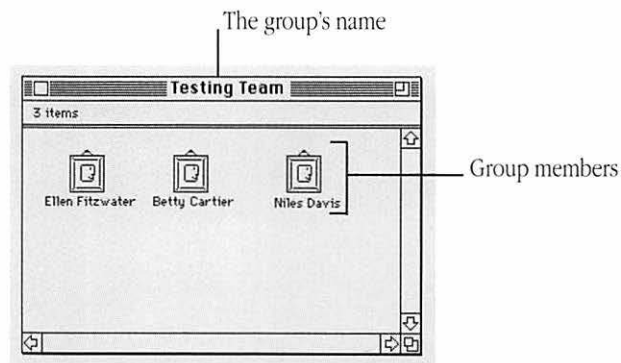 The group's name
Testing Team
3 items
Ellen Fitzwater Betty Cartier Niles Davis
Group members